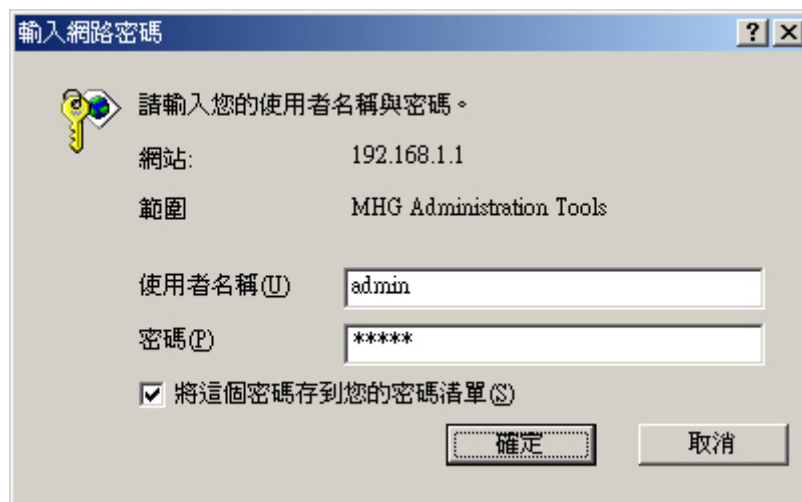 輸入網路密碼
請輸入您的使用者名稱與密碼。
網站: 192.168.1.1
範圍 MHG Administration Tools
使用者名稱(U) admin
密碼(P) *****
將這個密碼存到您的密碼清單(S)
確定 取消